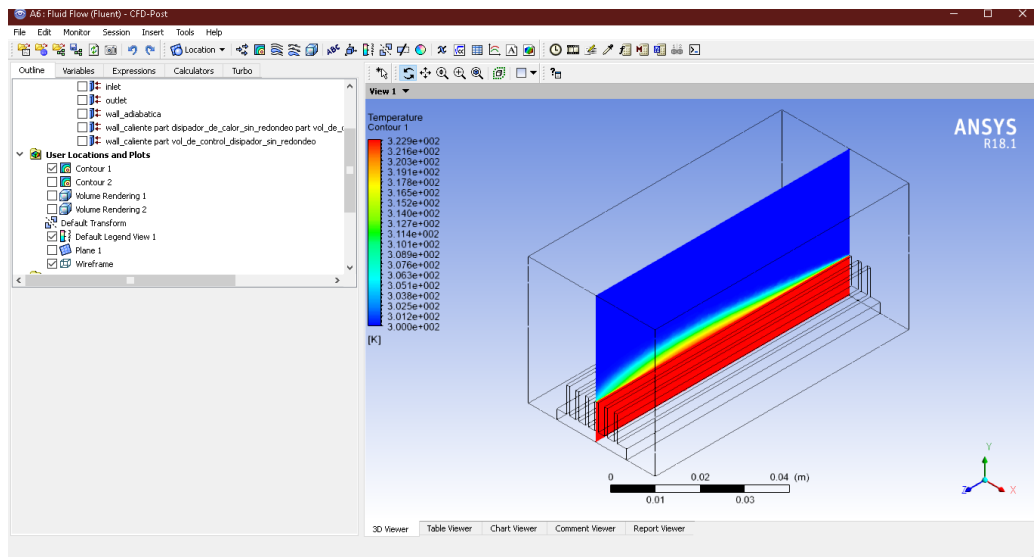 A6 : Fluid Flow (Fluent) - CFD-Post
File Edit Monitor Session Insert Tools Help
Location
Outline Variables Expressions Calculators Turbo
inlet
outlet
wall_adiabatica
wall_caliente part disipador_de_calor_sin_redondeo part vol_de_c
wall_caliente part vol_de_control_disipador_sin_redondeo
User Locations and Plots
Contour 1
Contour 2
Volume Rendering 1
Volume Rendering 2
Default Transform
Default Legend View 1
Plane 1
Wireframe
View 1
Temperature
Contour 1
3.229e+002
3.216e+002
3.203e+002
3.191e+002
3.178e+002
3.165e+002
3.152e+002
3.140e+002
3.127e+002
3.114e+002
3.101e+002
3.089e+002
3.076e+002
3.063e+002
3.051e+002
3.038e+002
3.025e+002
3.012e+002
3.000e+002
[K]
ANSYS
R18.1
0 0.02 0.04 (m)
0.01 0.03
Y
Z X
3D Viewer Table Viewer Chart Viewer Comment Viewer Report Viewer